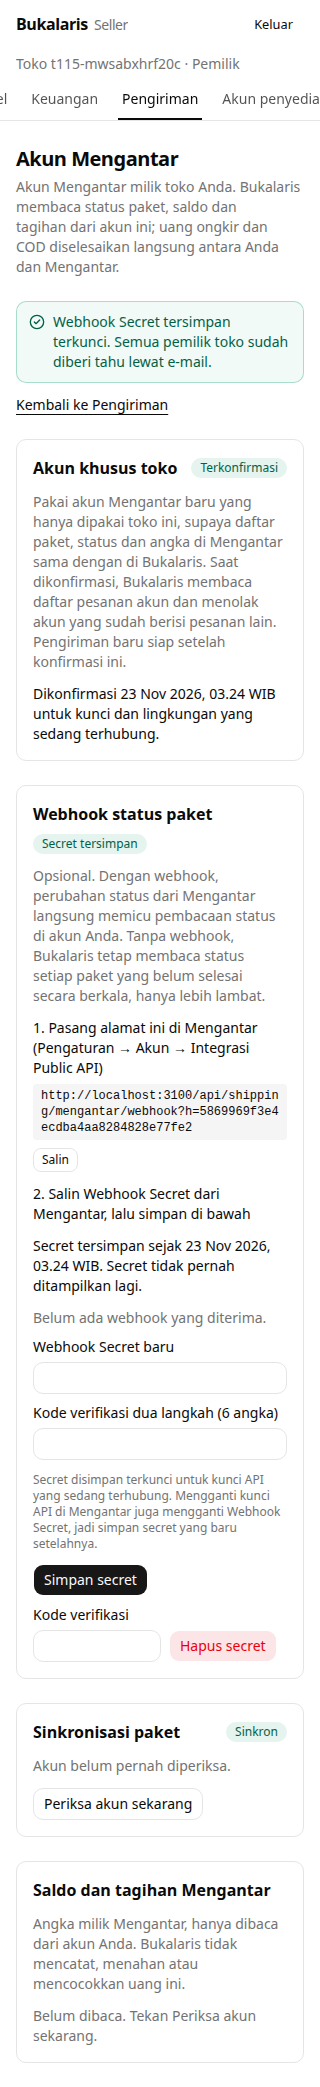 Bukalaris Seller
Keluar
Toko t115-mwsabxhrf20c · Pemilik
el Keuangan Pengiriman Akun penyedia
Akun Mengantar
Akun Mengantar milik toko Anda. Bukalaris
membaca status paket, saldo dan
tagihan dari akun ini; uang ongkir dan
COD diselesaikan langsung antara Anda
dan Mengantar.
Webhook Secret tersimpan
terkunci. Semua pemilik toko sudah
diberi tahu lewat e-mail.
Kembali ke Pengiriman
Akun khusus toko
Terkonfirmasi
Pakai akun Mengantar baru yang
hanya dipakai toko ini, supaya daftar
paket, status dan angka di Mengantar
sama dengan di Bukalaris. Saat
dikonfirmasi, Bukalaris membaca
daftar pesanan akun dan menolak
akun yang sudah berisi pesanan lain.
Pengiriman baru siap setelah
konfirmasi ini.
Dikonfirmasi 23 Nov 2026, 03.24 WIB
untuk kunci dan lingkungan yang
sedang terhubung.
Webhook status paket
Secret tersimpan
Opsional. Dengan webhook,
perubahan status dari Mengantar
langsung memicu pembacaan status
di akun Anda. Tanpa webhook,
Bukalaris tetap membaca status
setiap paket yang belum selesai
secara berkala, hanya lebih lambat.
1. Pasang alamat ini di Mengantar
(Pengaturan → Akun → Integrasi
Public API)
http://localhost:3100/api/shippin
g/mengantar/webhook?h=5869969f3e4
ecdba4aa8284828e77fe2
Salin
2. Salin Webhook Secret dari
Mengantar, lalu simpan di bawah
Secret tersimpan sejak 23 Nov 2026,
03.24 WIB. Secret tidak pernah
ditampilkan lagi.
Belum ada webhook yang diterima.
Webhook Secret baru
Kode verifikasi dua langkah (6 angka)
Secret disimpan terkunci untuk kunci API
yang sedang terhubung. Mengganti kunci
API di Mengantar juga mengganti Webhook
Secret, jadi simpan secret yang baru
setelahnya.
Simpan secret
Kode verifikasi
Hapus secret
Sinkronisasi paket
Sinkron
Akun belum pernah diperiksa.
Periksa akun sekarang
Saldo dan tagihan Mengantar
Angka milik Mengantar, hanya dibaca
dari akun Anda. Bukalaris tidak
mencatat, menahan atau
mencocokkan uang ini.
Belum dibaca. Tekan Periksa akun
sekarang.